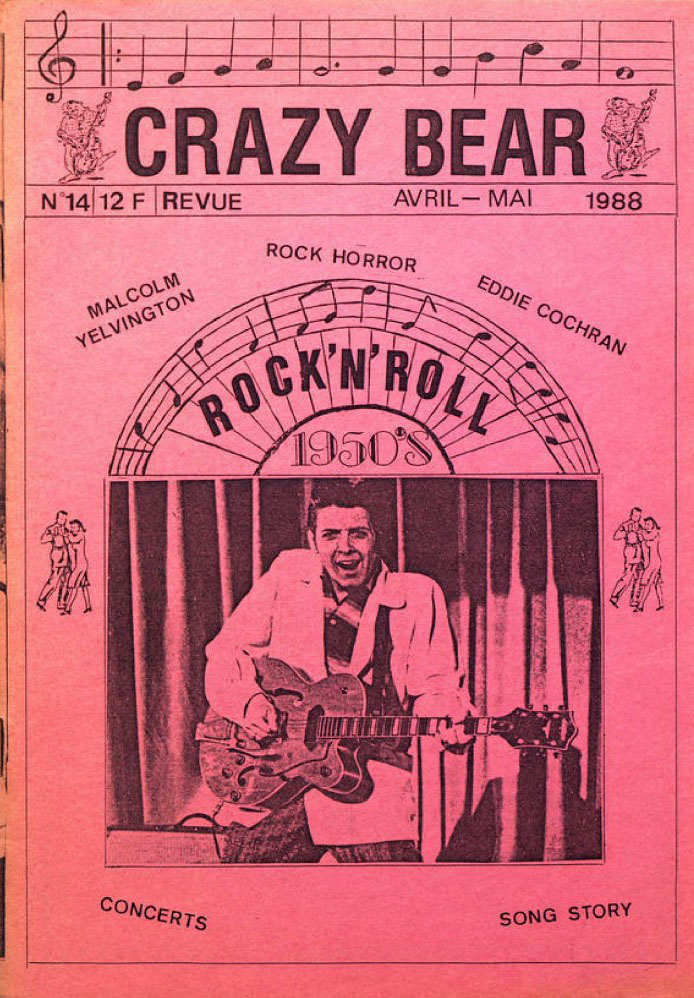 CRAZY BEAR
N°14 12 F REVUE AVRIL — MAI 1988
MALCOLM
YELVINGTON
ROCK HORROR
EDDIE COCHRAN
ROCK'N'ROLL
1950'S
CONCERTS
SONG STORY